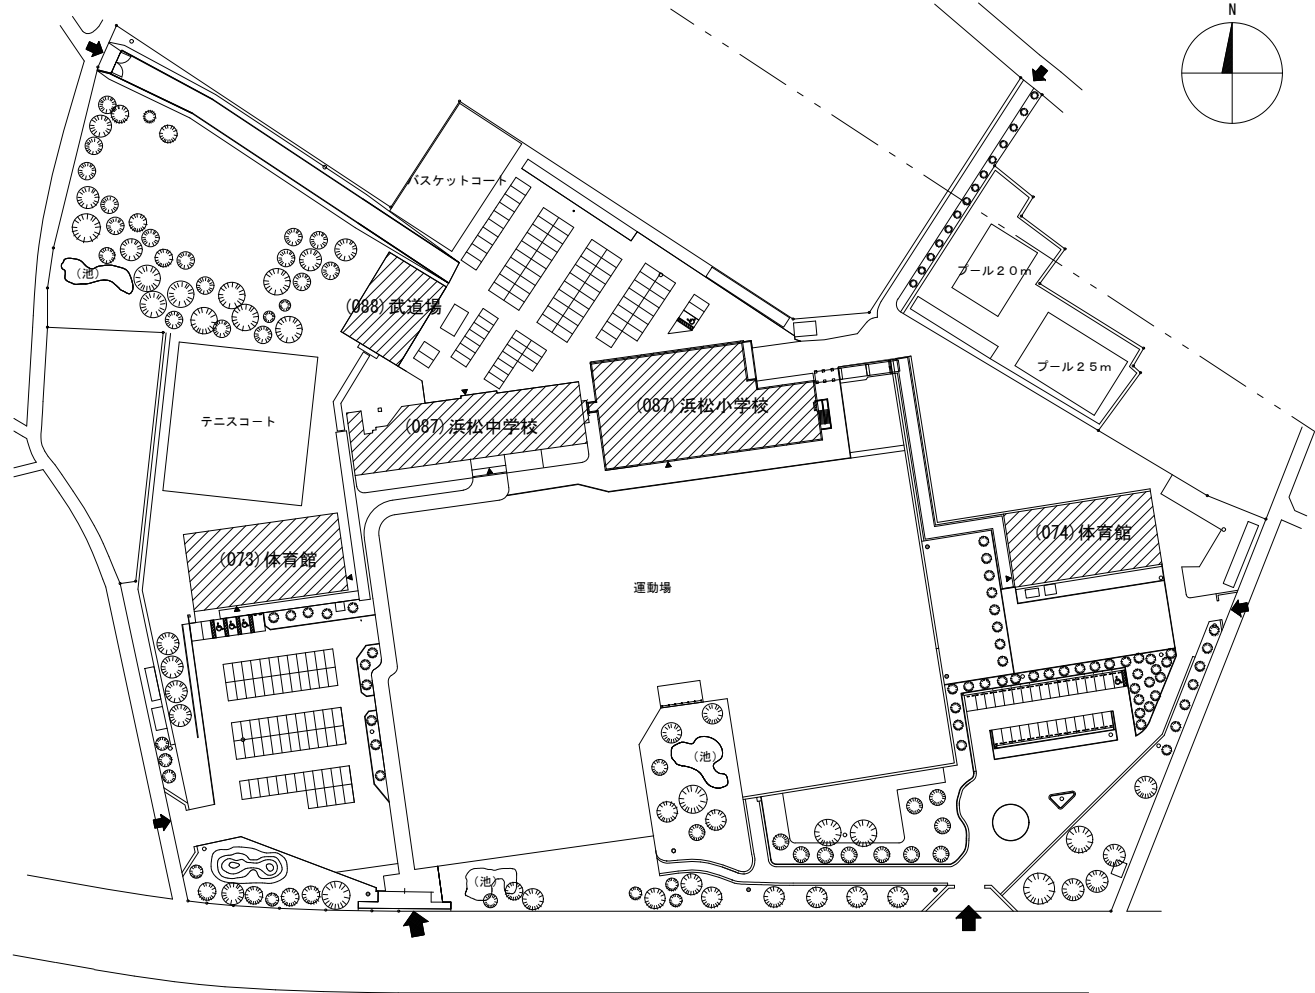 N
バスケットコート
プール20m
(池)
(088)武道場
プール25m
(087)浜松小学校
テニスコート
(087)浜松中学校
(074)体育館
(073)体育館
運動場
(池)
(池)